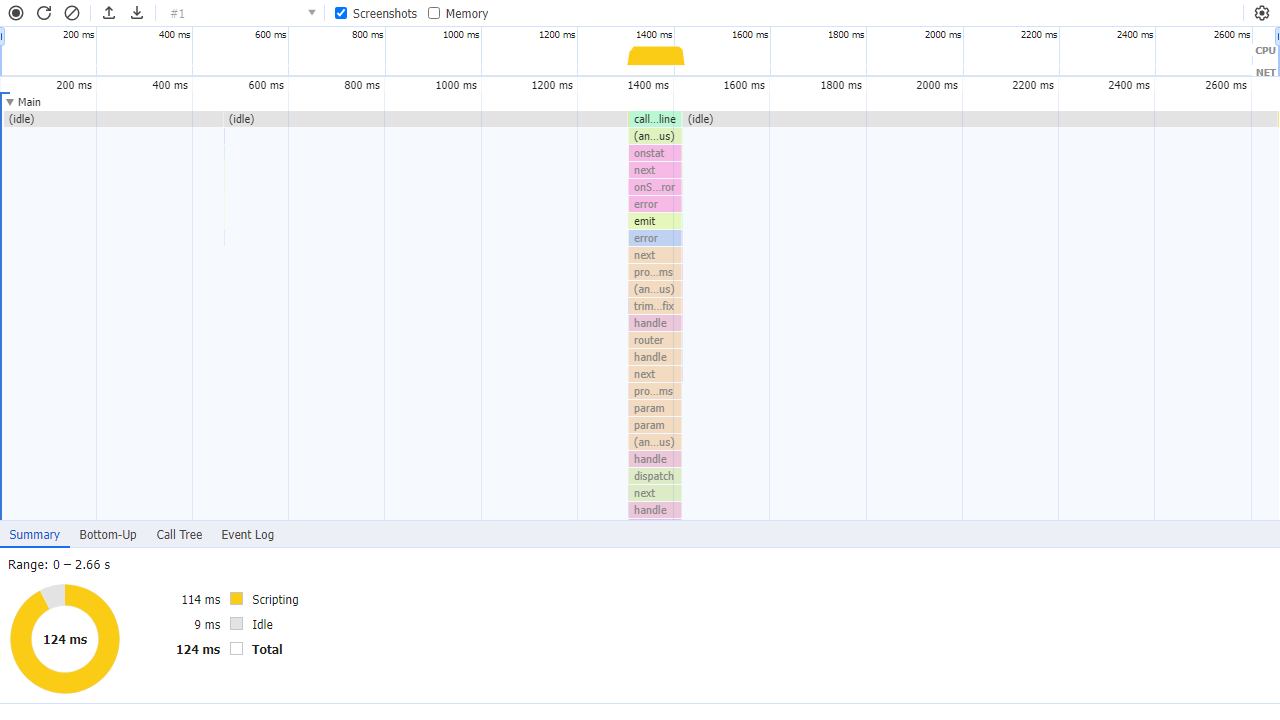 #1 Screenshots Memory
200 ms 400 ms 600 ms 800 ms 1000 ms 1200 ms 1400 ms 1600 ms 1800 ms 2000 ms 2200 ms 2400 ms 2600 ms
CPU
NET
200 ms 400 ms 600 ms 800 ms 1000 ms 1200 ms 1400 ms 1600 ms 1800 ms 2000 ms 2200 ms 2400 ms 2600 ms
Main
(idle) (idle) call...line (idle)
(an...us)
onstat
next
onS...ror
error
emit
error
next
pro...ms
(an...us)
trim...fix
handle
router
handle
next
pro...ms
param
param
(an...us)
handle
dispatch
next
handle
Summary Bottom-Up Call Tree Event Log
Range: 0 – 2.66 s
114 ms Scripting
9 ms Idle
124 ms Total
124 ms